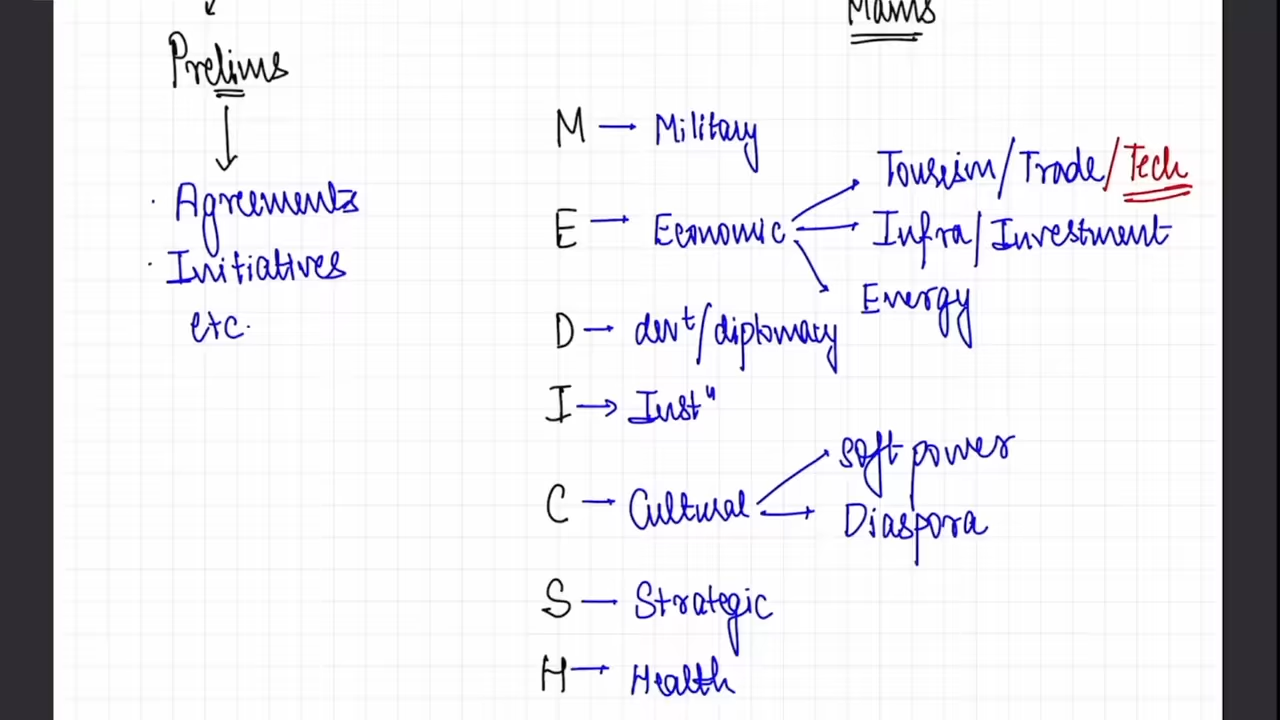 Mains
Prelims
· Agreements
· Initiatives
etc.
M → Military
E → Economic
Tourism/Trade/Tech
Infra/Investment
Energy
D → devt/diplomacy
I → Instn
C → Cultural
soft power
Diaspora
S → Strategic
H → Health